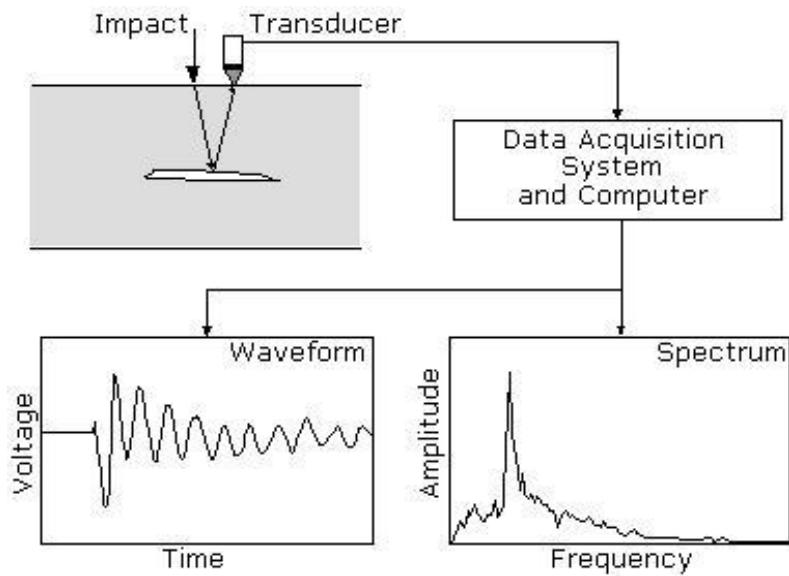 Impact
Transducer
Data Acquisition
System
and Computer
Waveform
Voltage
Time
Spectrum
Amplitude
Frequency